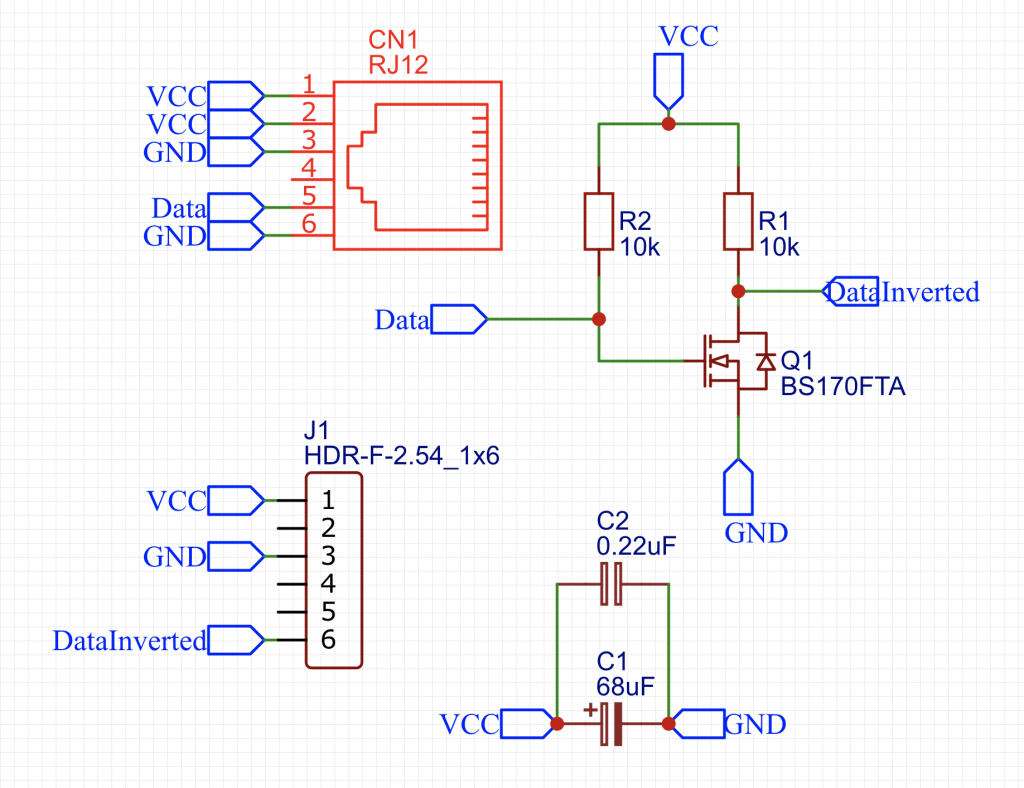 CN1
RJ12
VCC
VCC
GND
Data
GND
1
2
3
4
5
6
VCC
R2
10k
R1
10k
DataInverted
Data
Q1
BS170FTA
GND
J1
HDR-F-2.54_1x6
VCC
GND
DataInverted
1
2
3
4
5
6
C2
0.22uF
C1
68uF
+
VCC
GND